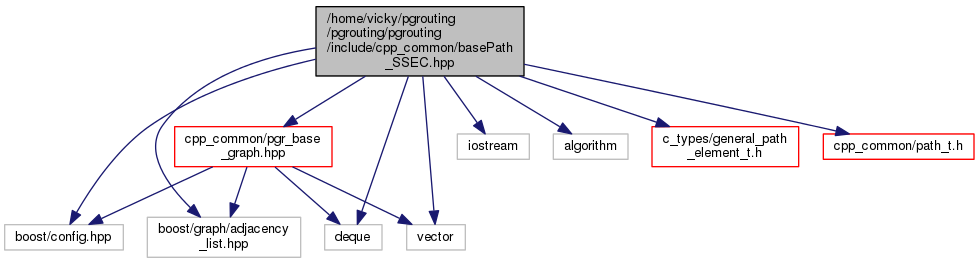 /home/vicky/pgrouting
/pgrouting/pgrouting
/include/cpp_common/basePath
_SSEC.hpp
cpp_common/pgr_base
_graph.hpp
iostream
algorithm
c_types/general_path
_element_t.h
cpp_common/path_t.h
boost/config.hpp
boost/graph/adjacency
_list.hpp
deque
vector